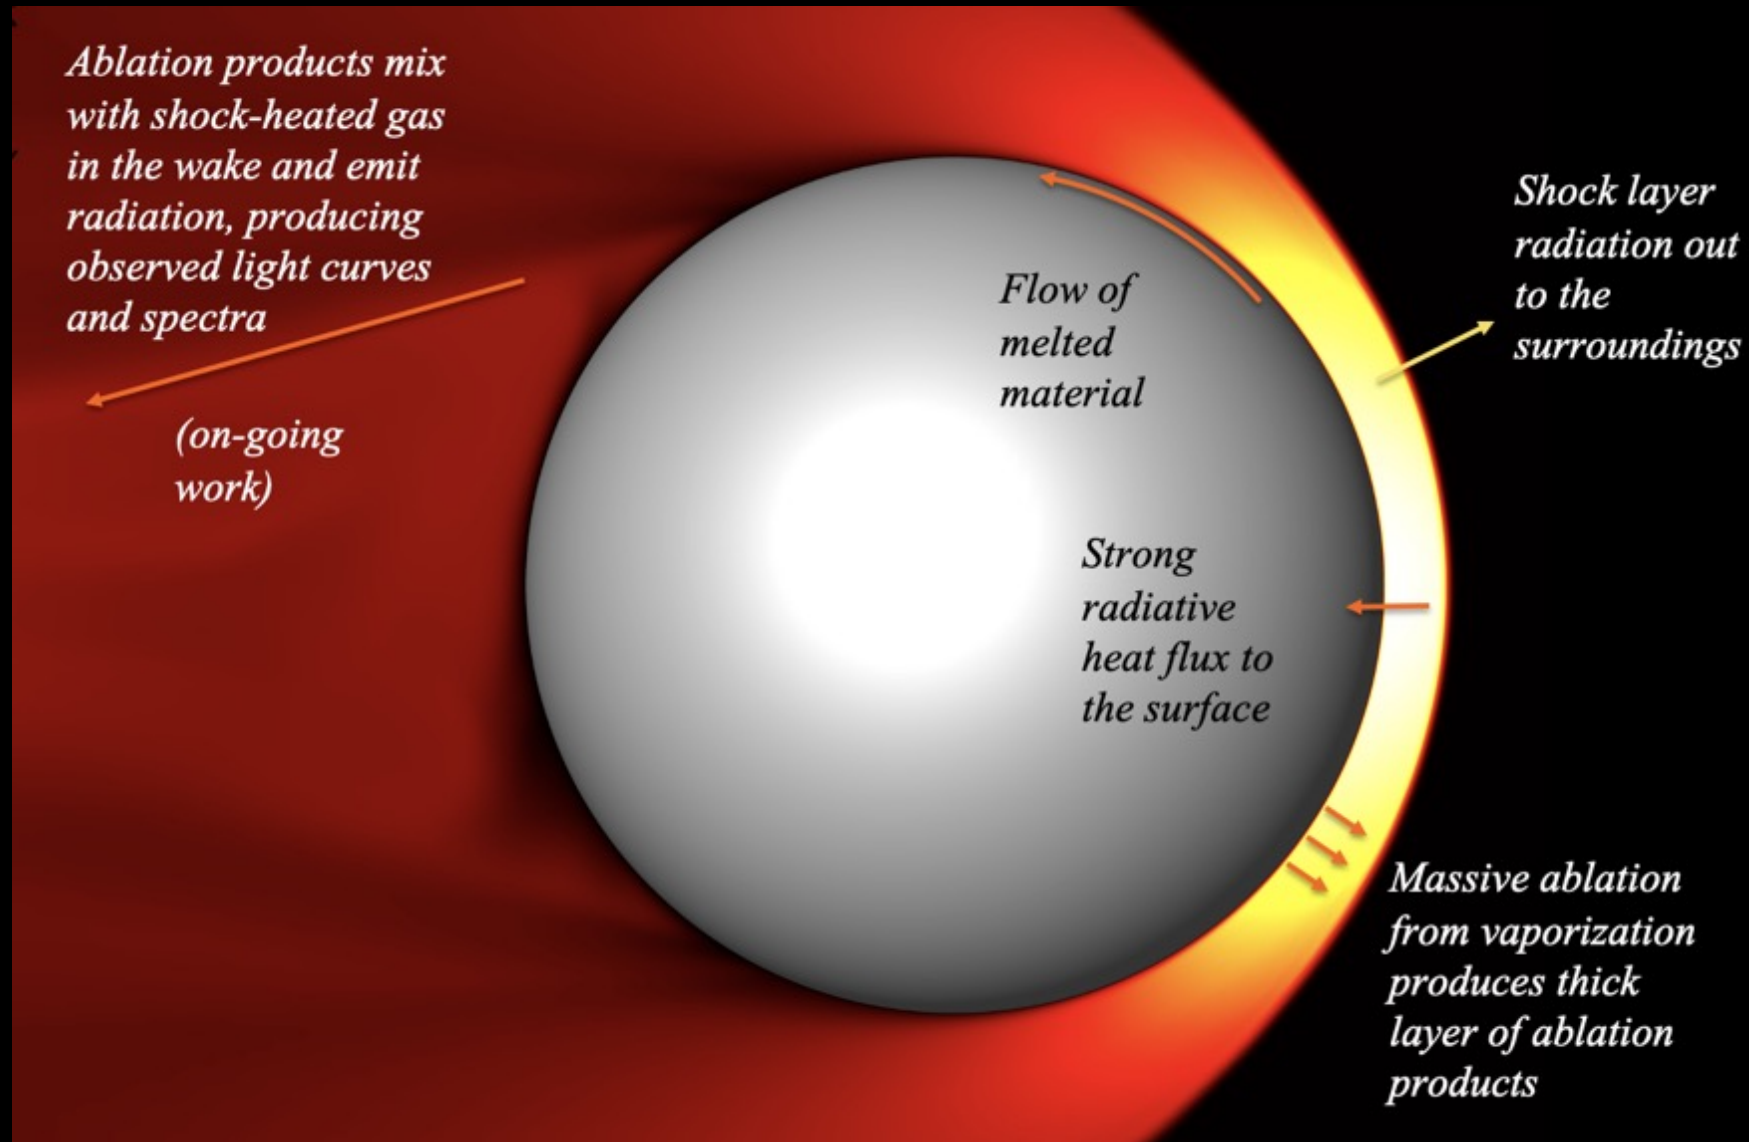 Ablation products mix
with shock-heated gas
in the wake and emit
radiation, producing
observed light curves
and spectra
(on-going
work)
Flow of
melted
material
Strong
radiative
heat flux to
the surface
Shock layer
radiation out
to the
surroundings
Massive ablation
from vaporization
produces thick
layer of ablation
products